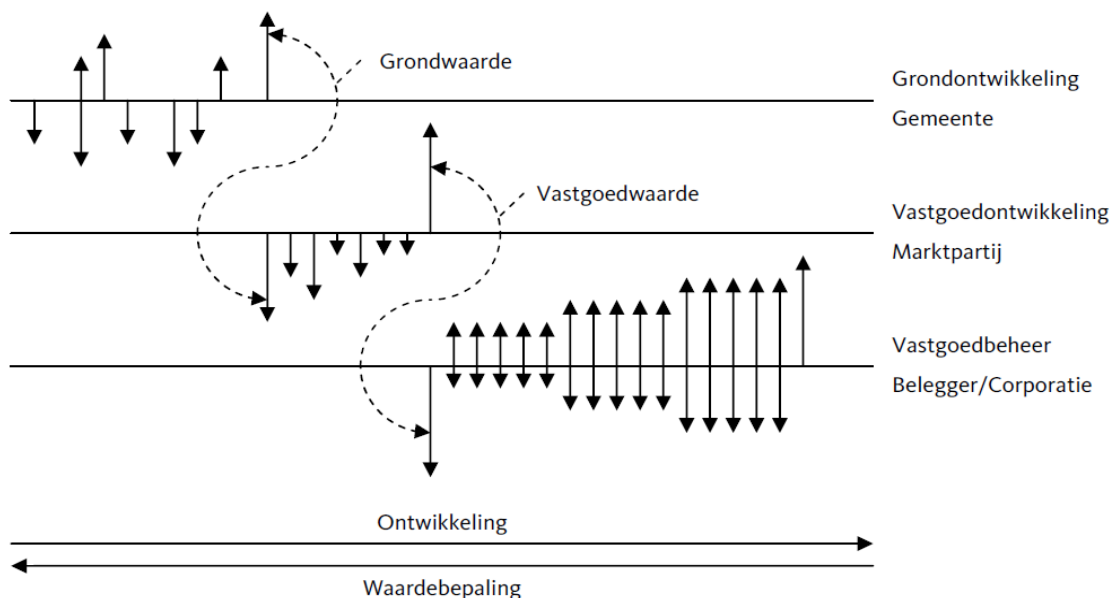 Grondwaarde
Grondontwikkeling
Gemeente
Vastgoedwaarde
Vastgoedontwikkeling
Marktpartij
Vastgoedbeheer
Belegger/Corporatie
Ontwikkeling
Waardebepaling